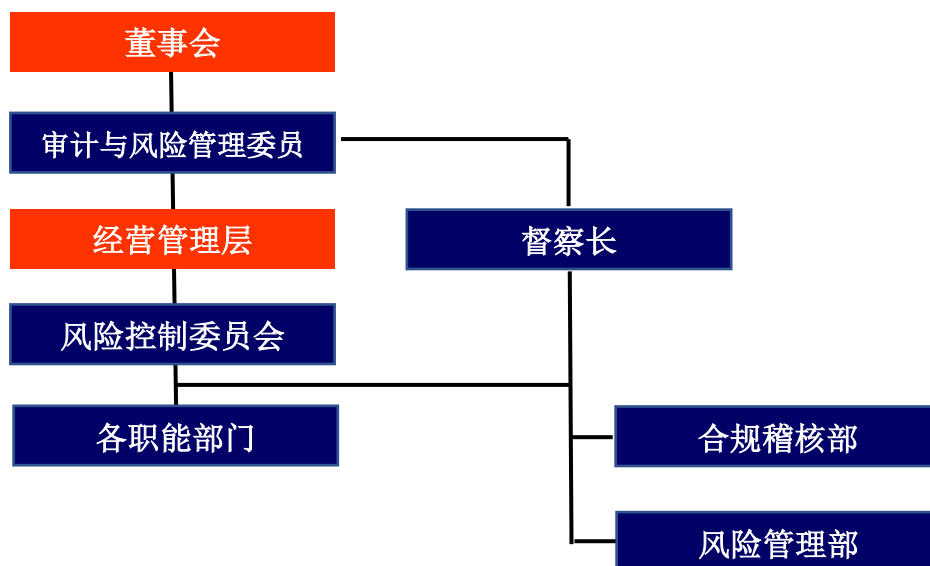 董事会
审计与风险管理委员
经营管理层
督察长
风险控制委员会
各职能部门
合规稽核部
风险管理部